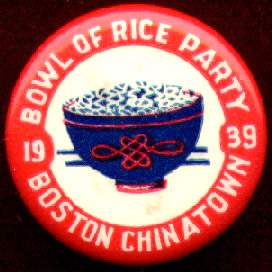 BOWL OF RICE PARTY
19 39
BOSTON CHINATOWN